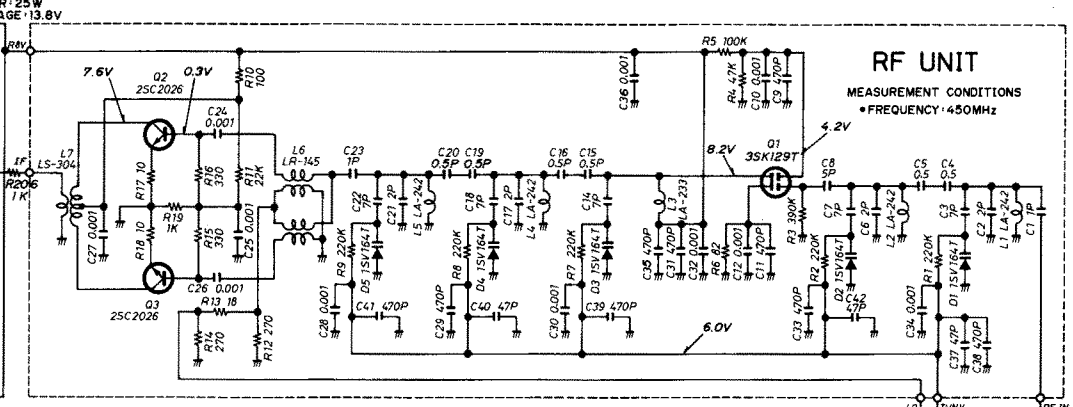 R: 25W
AGE: 13.8V
R8V
RF UNIT
MEASUREMENT CONDITIONS
• FREQUENCY: 450MHz
7.6V
Q2
2SC2026
0.3V
R10
100
C24
0.001
C36 0.001
R5 100K
R4 47K
C10 0.001
C9 470P
4.2V
8.2V
Q1
3SK129T
IF
R206
1K
L7
LS-304
C27 0.001
R17 10
R18 10
R19
1K
R16
330
R15
330
R11
22K
C25 0.001
L6
LR-145
C23
1P
C22
7P
C21 2P
L5 LA-242
C20
0.5P
C19
0.5P
C18
7P
C17 2P
L4 LA-242
C16
0.5P
C15
0.5P
C14
7P
L3
LA-233
C35 470P
C31 470P
C32 0.001
R6 82
C12 0.001
C11 470P
R3 390K
C8
5P
C7
7P
C6 2P
L2 LA-242
C5
0.5
C4
0.5
C3
7P
C2 2P
L1 LA-242
C1 1P
Q3
2SC2026
C26 0.001
R13 18
R14
270
R12 270
R9 220K
D5 1SV164T
C28 0.001
C41 470P
R8 220K
D4 1SV164T
C29 470P
C40 47P
R7 220K
D3 1SV164T
C30 0.001
C39 470P
6.0V
R2 220K
D2 1SV164T
C33 470P
C42
47P
R1 220K
D1 1SV164T
C34 0.001
C37 47P
C38 470P